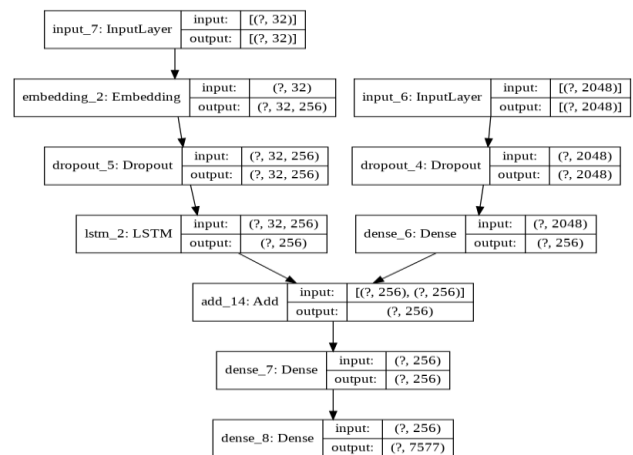 input_7: InputLayer
input: [(?, 32)]
output: [(?, 32)]
embedding_2: Embedding
input: (?, 32)
output: (?, 32, 256)
input_6: InputLayer
input: [(?, 2048)]
output: [(?, 2048)]
dropout_5: Dropout
input: (?, 32, 256)
output: (?, 32, 256)
dropout_4: Dropout
input: (?, 2048)
output: (?, 2048)
lstm_2: LSTM
input: (?, 32, 256)
output: (?, 256)
dense_6: Dense
input: (?, 2048)
output: (?, 256)
add_14: Add
input: [(?, 256), (?, 256)]
output: (?, 256)
dense_7: Dense
input: (?, 256)
output: (?, 256)
dense_8: Dense
input: (?, 256)
output: (?, 7577)